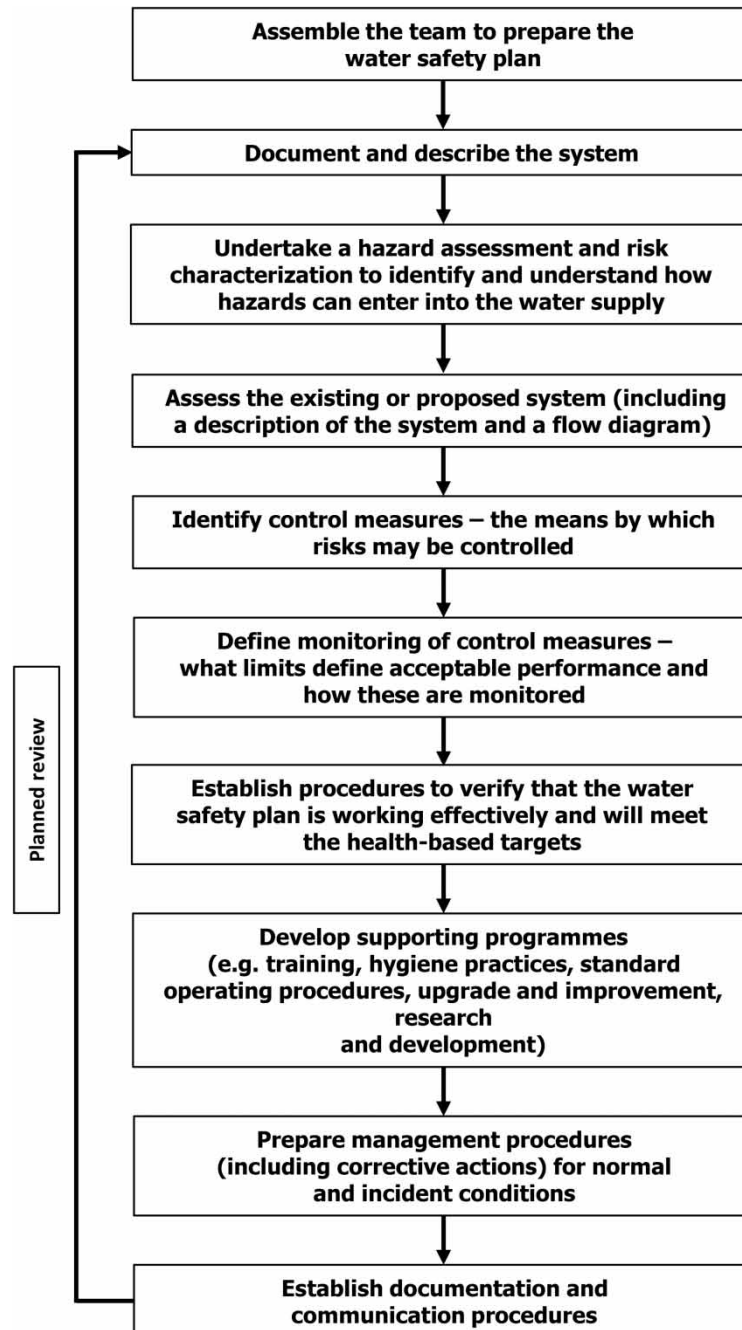 Assemble the team to prepare the
water safety plan
Document and describe the system
Undertake a hazard assessment and risk
characterization to identify and understand how
hazards can enter into the water supply
Assess the existing or proposed system (including
a description of the system and a flow diagram)
Identify control measures – the means by which
risks may be controlled
Define monitoring of control measures –
what limits define acceptable performance and
how these are monitored
Establish procedures to verify that the water
safety plan is working effectively and will meet
the health-based targets
Develop supporting programmes
(e.g. training, hygiene practices, standard
operating procedures, upgrade and improvement,
research
and development)
Prepare management procedures
(including corrective actions) for normal
and incident conditions
Establish documentation and
communication procedures
Planned review